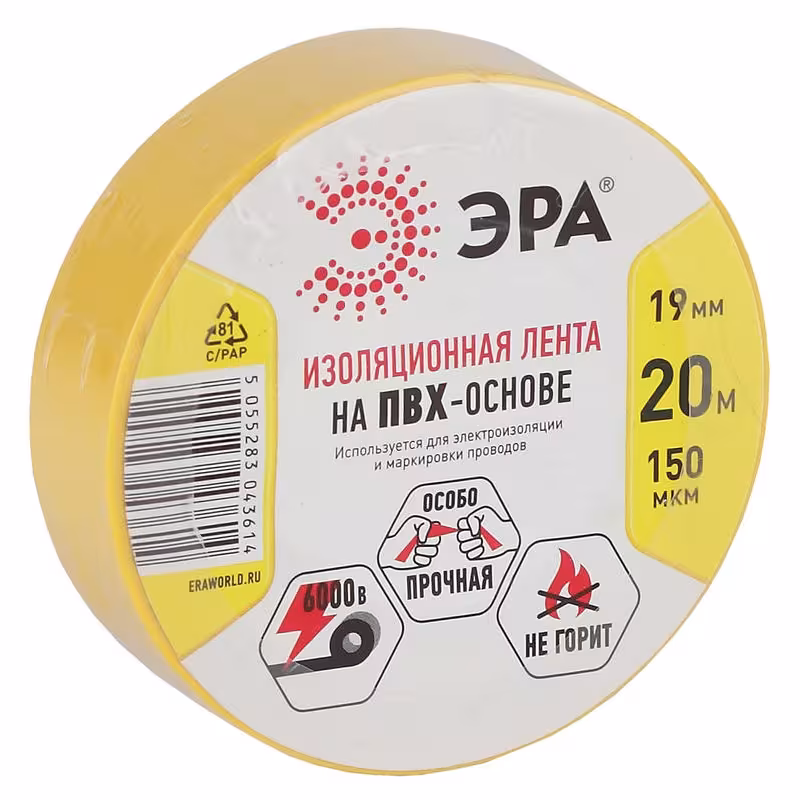 ЭРА®
ИЗОЛЯЦИОННАЯ ЛЕНТА
НА ПВХ-ОСНОВЕ
Используется для электроизоляции
и маркировки проводов
19 мм
20 м
150
мкм
81
C/PAP
5 055283 043614
ERAWORLD.RU
6000 В
ОСОБО
ПРОЧНАЯ
НЕ ГОРИТ